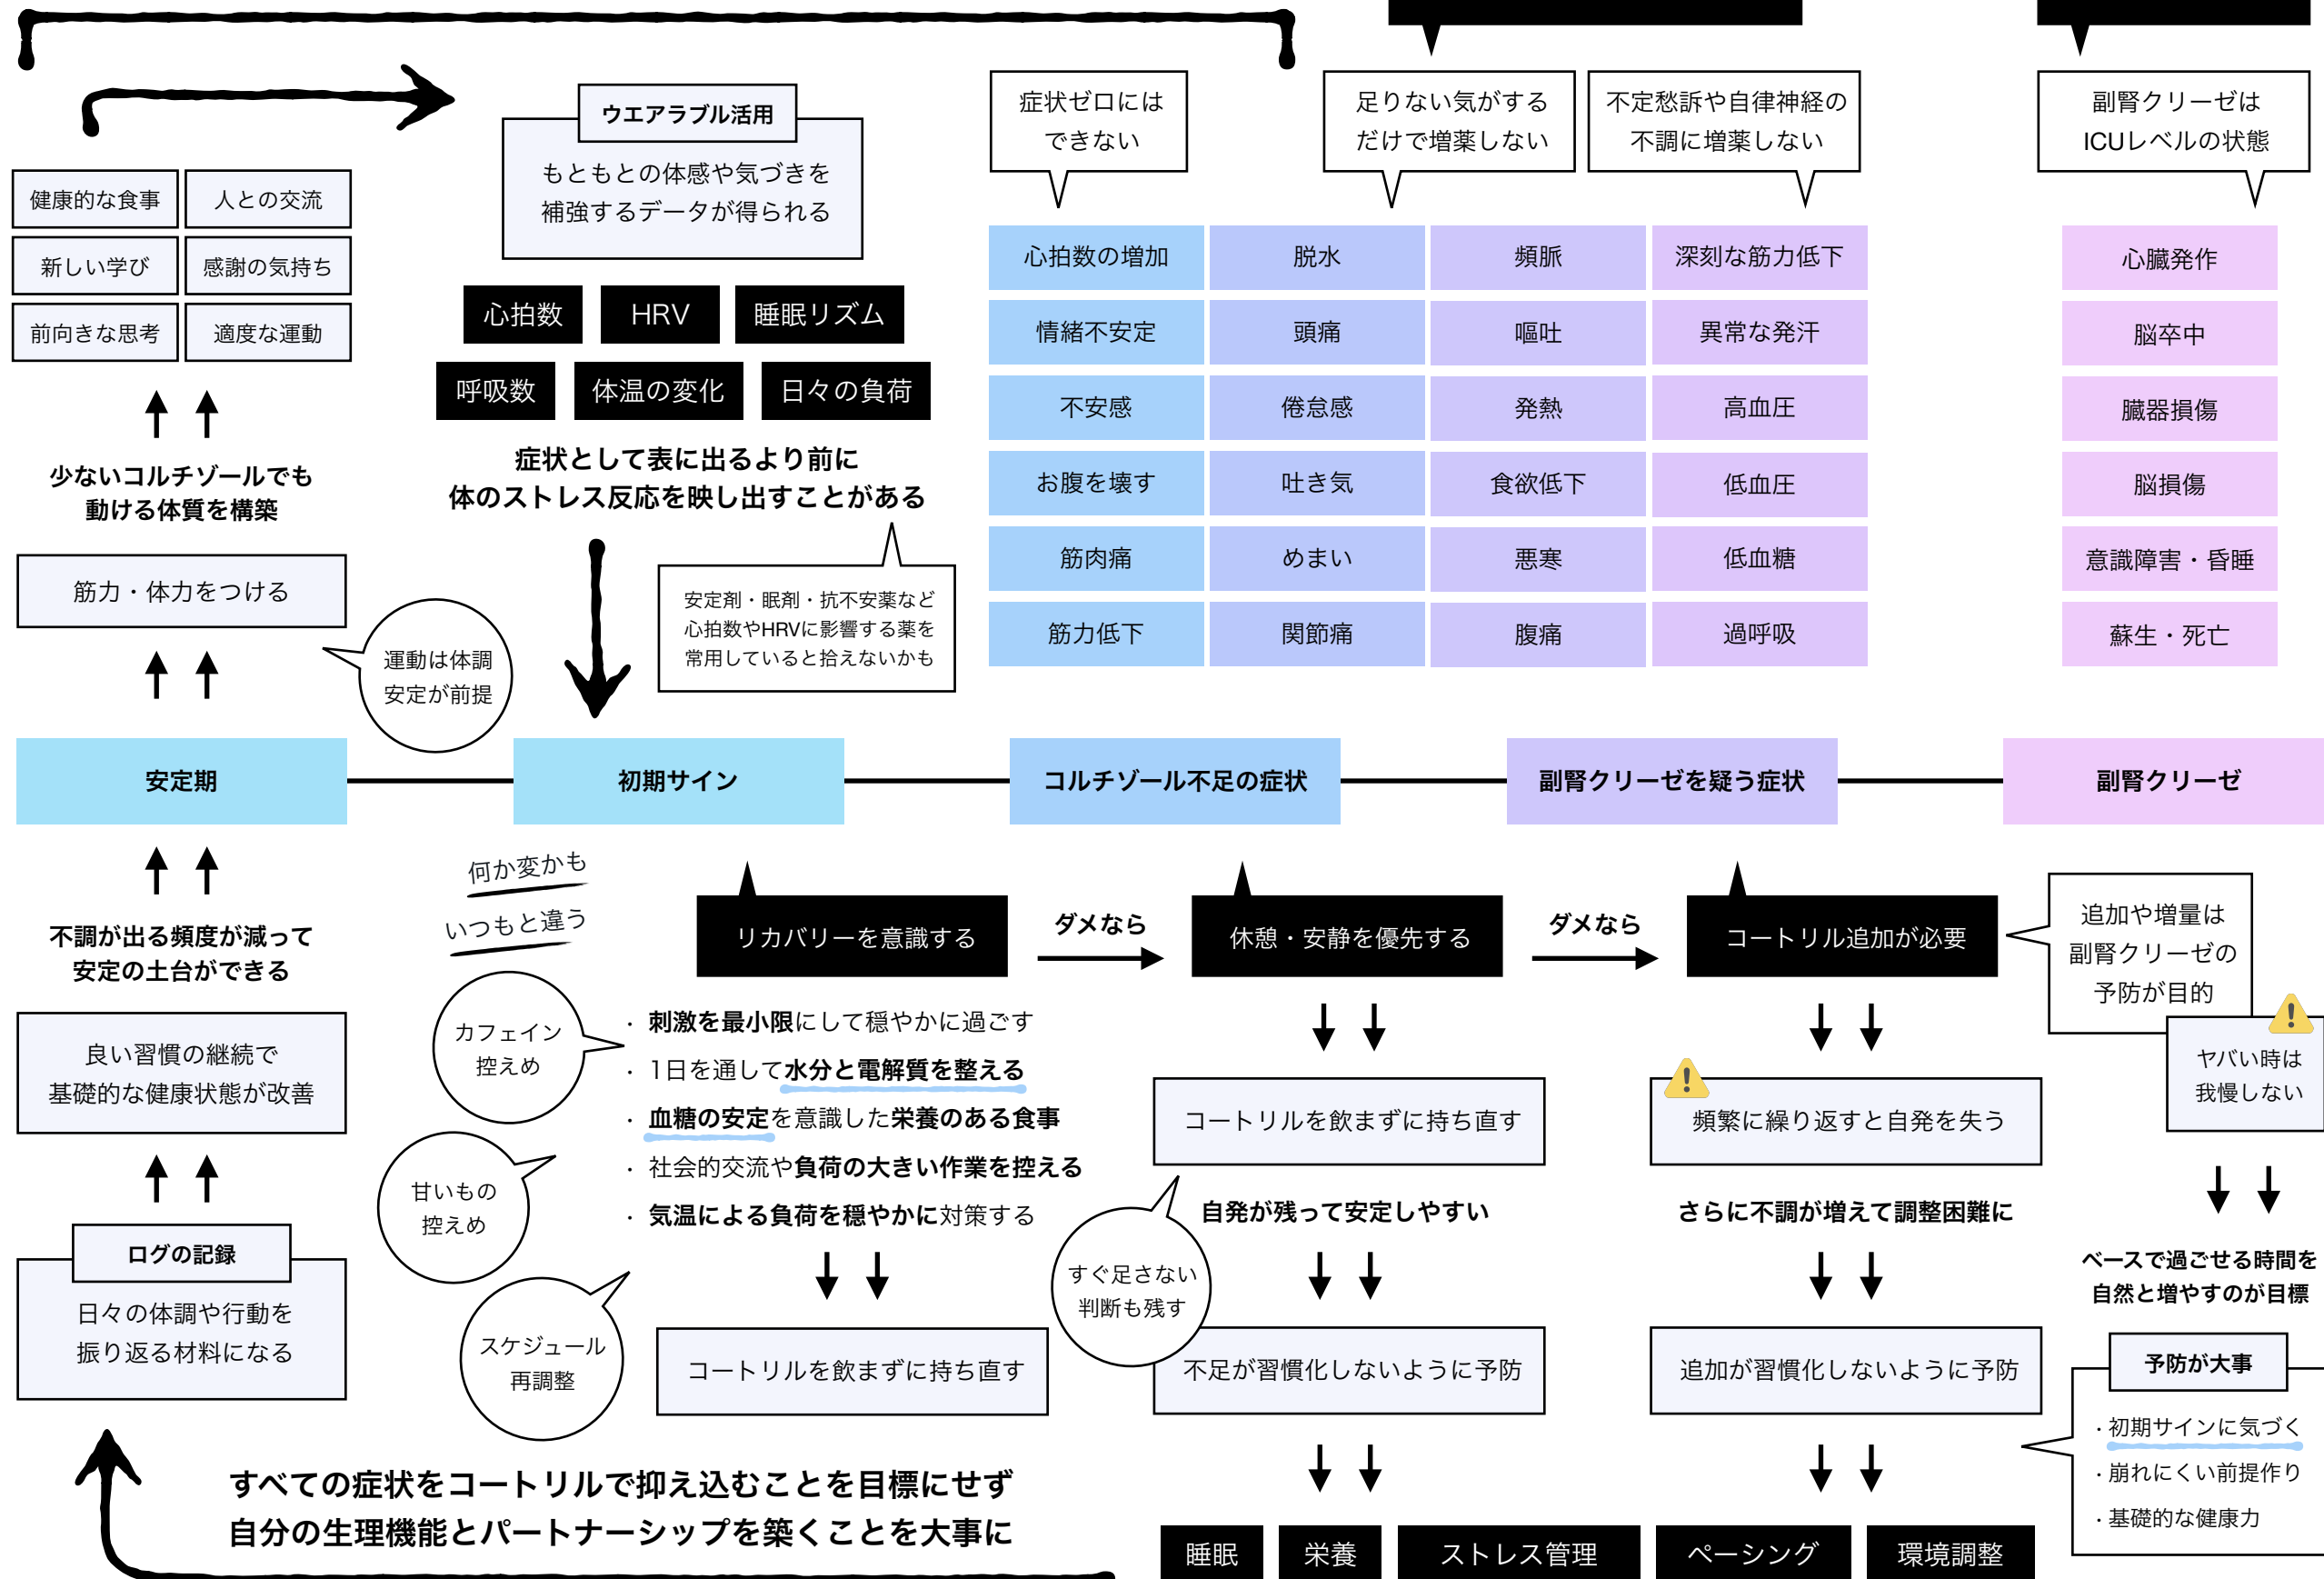 症状ゼロには
できない
足りない気がする
だけで増薬しない
不定愁訴や自律神経の
不調に増薬しない
副腎クリーゼは
ICUレベルの状態
ウエアラブル活用
もともとの体感や気づきを
補強するデータが得られる
健康的な食事
人との交流
新しい学び
感謝の気持ち
前向きな思考
適度な運動
心拍数
HRV
睡眠リズム
呼吸数
体温の変化
日々の負荷
症状として表に出るより前に
体のストレス反応を映し出すことがある
安定剤・眠剤・抗不安薬など
心拍数やHRVに影響する薬を
常用していると拾えないかも
少ないコルチゾールでも
動ける体質を構築
筋力・体力をつける
運動は体調
安定が前提
心拍数の増加
脱水
頻脈
深刻な筋力低下
心臓発作
情緒不安定
頭痛
嘔吐
異常な発汗
脳卒中
不安感
倦怠感
発熱
高血圧
臓器損傷
お腹を壊す
吐き気
食欲低下
低血圧
脳損傷
筋肉痛
めまい
悪寒
低血糖
意識障害・昏睡
筋力低下
関節痛
腹痛
過呼吸
蘇生・死亡
安定期
初期サイン
コルチゾール不足の症状
副腎クリーゼを疑う症状
副腎クリーゼ
不調が出る頻度が減って
安定の土台ができる
良い習慣の継続で
基礎的な健康状態が改善
ログの記録
日々の体調や行動を
振り返る材料になる
何か変かも
いつもと違う
リカバリーを意識する
ダメなら
休憩・安静を優先する
ダメなら
コートリル追加が必要
追加や増量は
副腎クリーゼの
予防が目的
ヤバい時は
我慢しない
カフェイン
控えめ
甘いもの
控えめ
スケジュール
再調整
・ 刺激を最小限にして穏やかに過ごす
・ 1日を通して水分と電解質を整える
・ 血糖の安定を意識した栄養のある食事
・ 社会的交流や負荷の大きい作業を控える
・ 気温による負荷を穏やかに対策する
コートリルを飲まずに持ち直す
コートリルを飲まずに持ち直す
自発が残って安定しやすい
すぐ足さない
判断も残す
不足が習慣化しないように予防
頻繁に繰り返すと自発を失う
さらに不調が増えて調整困難に
追加が習慣化しないように予防
ベースで過ごせる時間を
自然と増やすのが目標
予防が大事
・初期サインに気づく
・崩れにくい前提作り
・基礎的な健康力
すべての症状をコートリルで抑え込むことを目標にせず
自分の生理機能とパートナーシップを築くことを大事に
睡眠
栄養
ストレス管理
ペーシング
環境調整